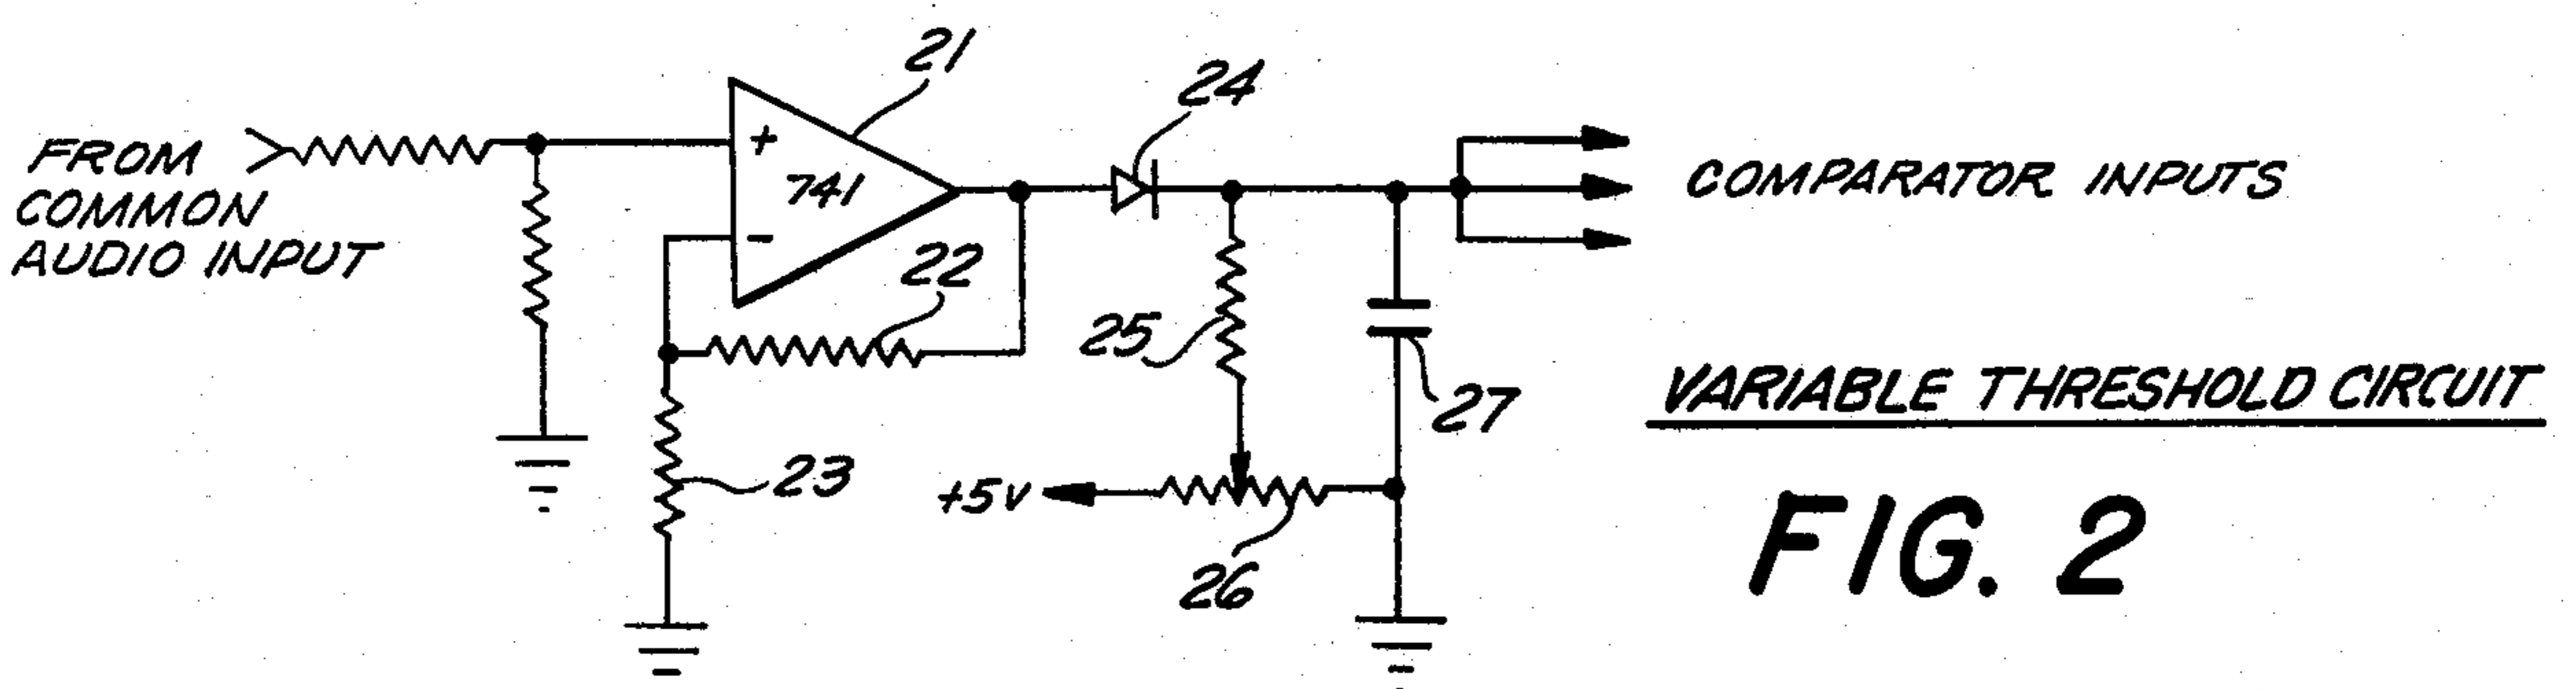 21
24
FROM
COMMON
AUDIO INPUT
+
741
-
COMPARATOR INPUTS
22
25
27
VARIABLE THRESHOLD CIRCUIT
23
+5V
26
FIG. 2